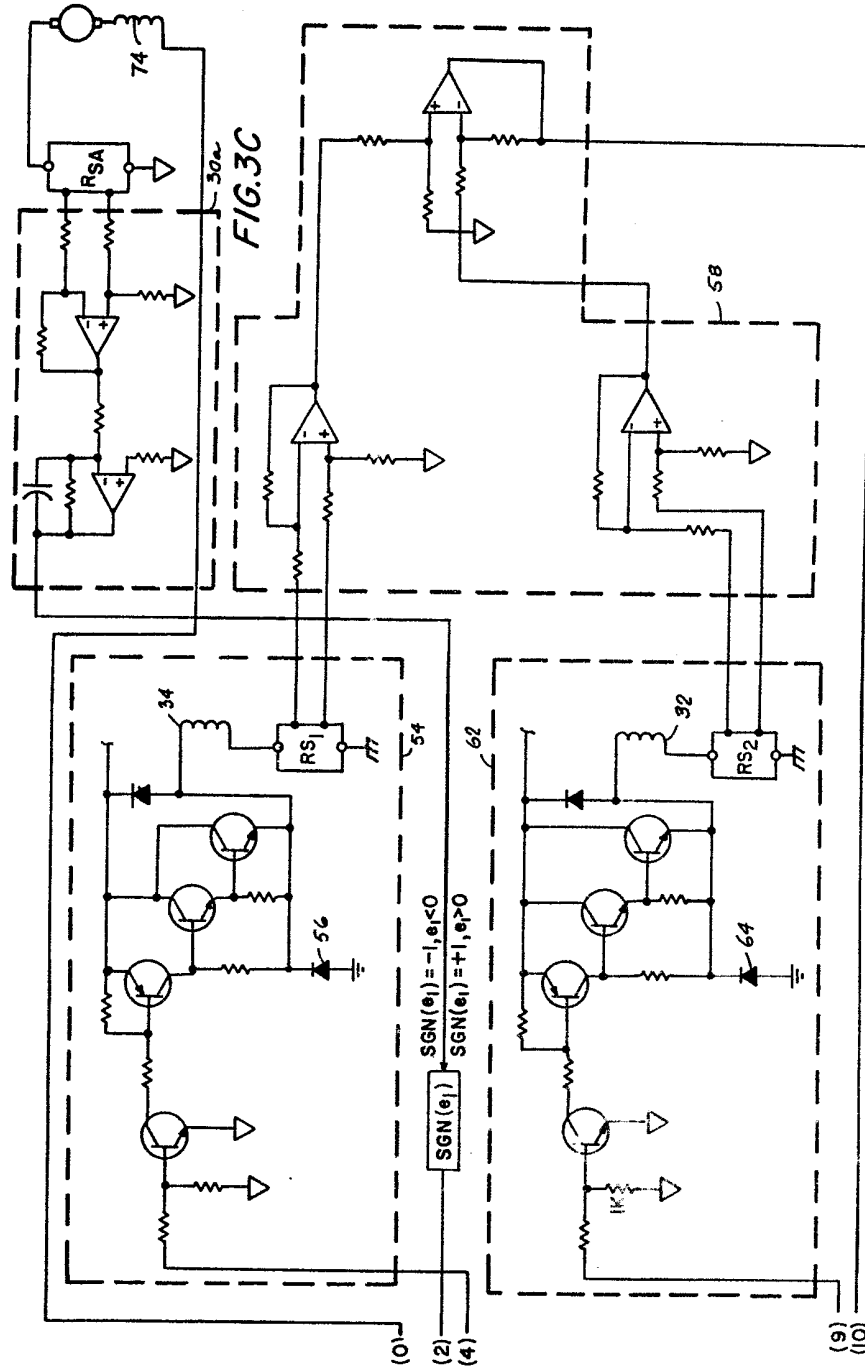 74
RSA
30a
FIG.3C
58
34
RS1
54
56
SGN(e1)=-1,e1<0
SGN(e1)=+1,e1>0
SGN(e1)
62
32
RS2
64
1K
(0)
(2)
(4)
(9)
(10)